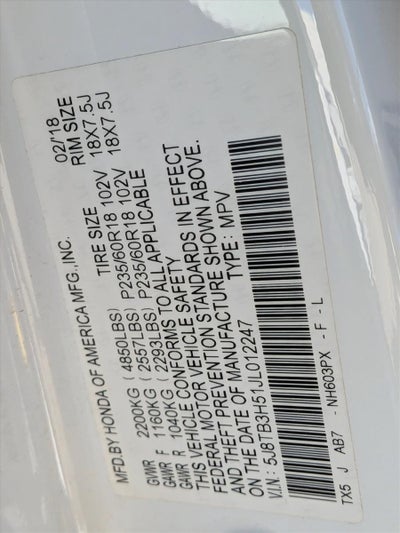 MFD.BY HONDA OF AMERICA MFG.,INC. 02/'18
TIRE SIZE RIM SIZE
GVWR 2200KG (4850LBS) P235/60R18 102V 18X7.5J
GAWR F 1160KG (2557LBS) P235/60R18 102V 18X7.5J
GAWR R 1040KG (2293LBS) APPLICABLE
THIS VEHICLE CONFORMS TO ALL APPLICABLE
FEDERAL MOTOR VEHICLE SAFETY
AND THEFT PREVENTION STANDARDS IN EFFECT
ON THE DATE OF MANUFACTURE SHOWN ABOVE.
V.I.N: 5J8TB3H51JL012247 TYPE: MPV
TX5 J AB7 - NH603PX - F - L